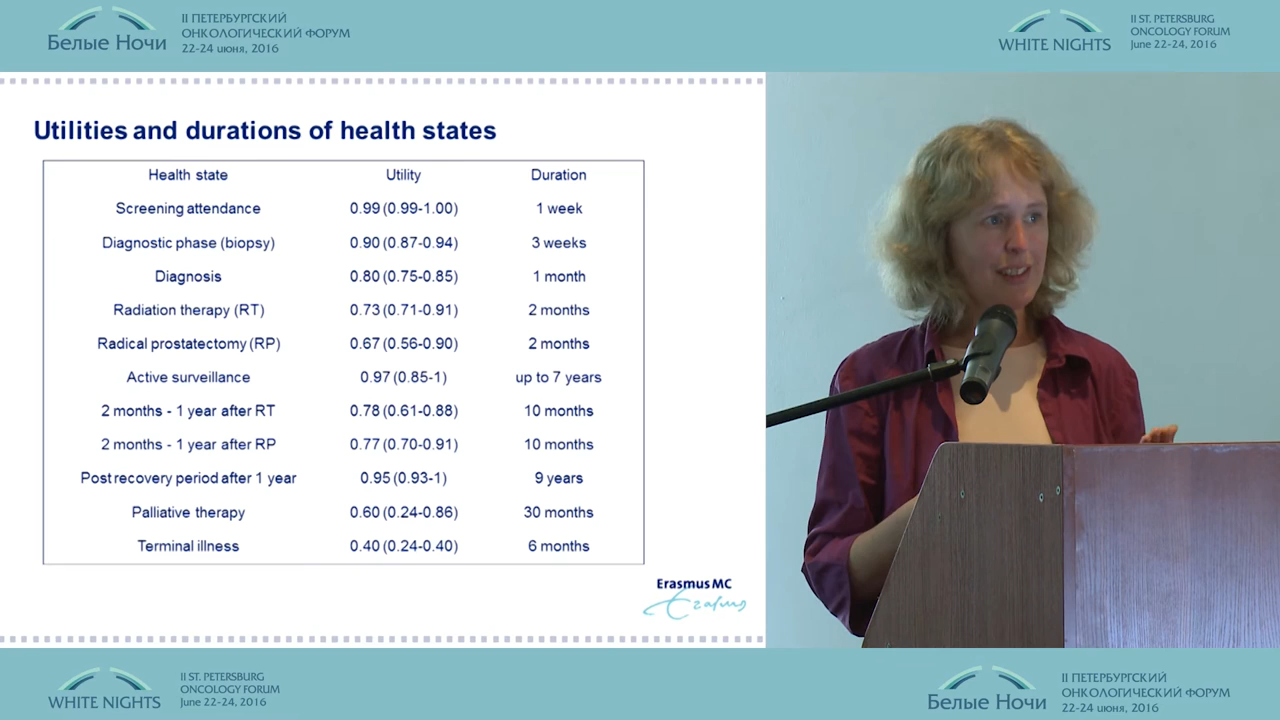 Белые Ночи
II ПЕТЕРБУРГСКИЙ
ОНКОЛОГИЧЕСКИЙ ФОРУМ
22-24 июня, 2016
WHITE NIGHTS
II ST. PETERSBURG
ONCOLOGY FORUM
June 22-24, 2016
Utilities and durations of health states
Health state Utility Duration
Screening attendance 0.99 (0.99-1.00) 1 week
Diagnostic phase (biopsy) 0.90 (0.87-0.94) 3 weeks
Diagnosis 0.80 (0.75-0.85) 1 month
Radiation therapy (RT) 0.73 (0.71-0.91) 2 months
Radical prostatectomy (RP) 0.67 (0.56-0.90) 2 months
Active surveillance 0.97 (0.85-1) up to 7 years
2 months - 1 year after RT 0.78 (0.61-0.88) 10 months
2 months - 1 year after RP 0.77 (0.70-0.91) 10 months
Post recovery period after 1 year 0.95 (0.93-1) 9 years
Palliative therapy 0.60 (0.24-0.86) 30 months
Terminal illness 0.40 (0.24-0.40) 6 months
Erasmus MC
Erasmus
WHITE NIGHTS
II ST. PETERSBURG
ONCOLOGY FORUM
June 22-24, 2016
Белые Ночи
II ПЕТЕРБУРГСКИЙ
ОНКОЛОГИЧЕСКИЙ ФОРУМ
22-24 июня, 2016